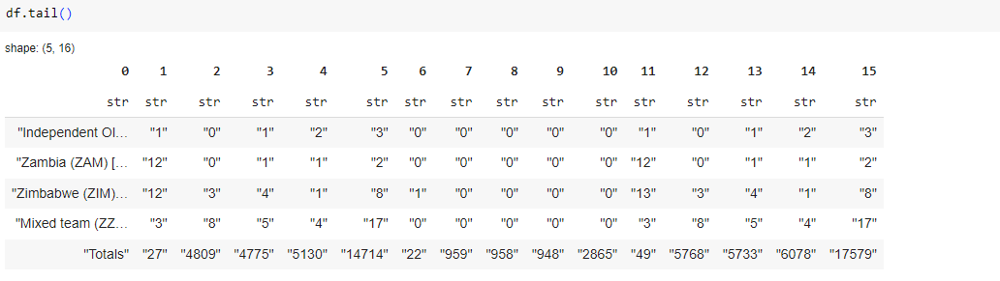 df.tail()
shape: (5, 16)
0 1 2 3 4 5 6 7 8 9 10 11 12 13 14 15
str str str str str str str str str str str str str str str str
"Independent Ol… "1" "0" "1" "2" "3" "0" "0" "0" "0" "0" "1" "0" "1" "2" "3"
"Zambia (ZAM) [… "12" "0" "1" "1" "2" "0" "0" "0" "0" "0" "12" "0" "1" "1" "2"
"Zimbabwe (ZIM)… "12" "3" "4" "1" "8" "1" "0" "0" "0" "0" "13" "3" "4" "1" "8"
"Mixed team (ZZ… "3" "8" "5" "4" "17" "0" "0" "0" "0" "0" "3" "8" "5" "4" "17"
"Totals" "27" "4809" "4775" "5130" "14714" "22" "959" "958" "948" "2865" "49" "5768" "5733" "6078" "17579"